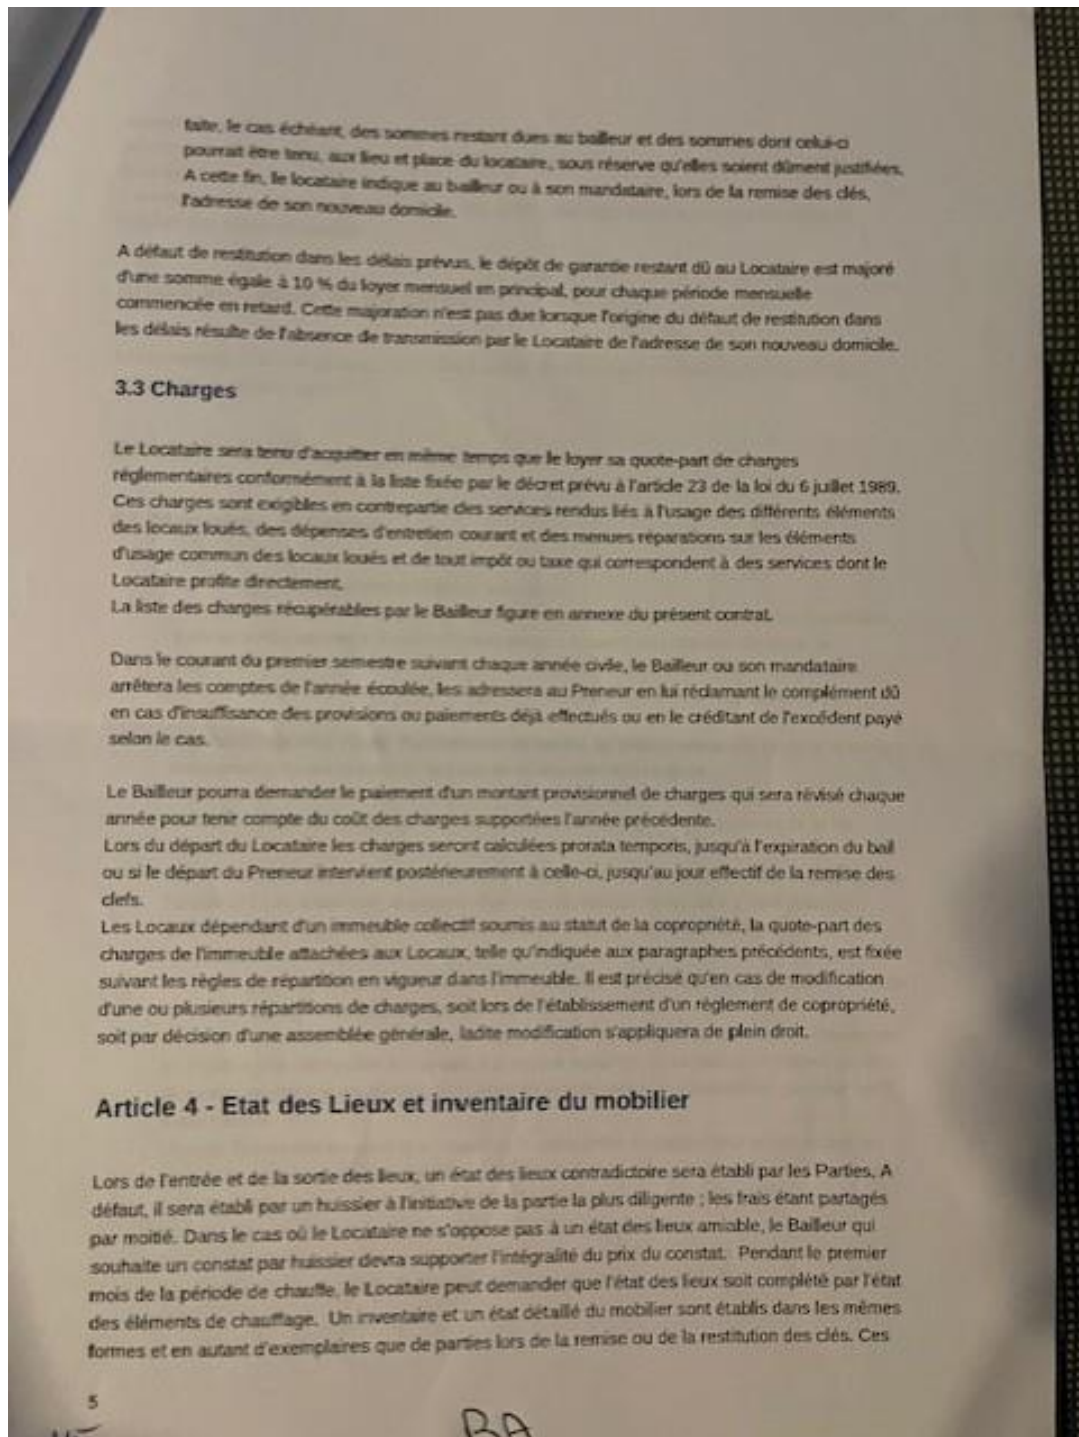 faite, le cas échéant, des sommes restant dues au bailleur et des sommes dont celui-ci
pourrait être tenu, aux lieu et place du locataire, sous réserve qu'elles soient dûment justifiées.
A cette fin, le locataire indique au bailleur ou à son mandataire, lors de la remise des clés,
l'adresse de son nouveau domicile.
A défaut de restitution dans les délais prévus, le dépôt de garantie restant dû au Locataire est majoré
d'une somme égale à 10 % du loyer mensuel en principal, pour chaque période mensuelle
commencée en retard. Cette majoration n'est pas due lorsque l'origine du défaut de restitution dans
les délais résulte de l'absence de transmission par le Locataire de l'adresse de son nouveau domicile.
3.3 Charges
Le Locataire sera tenu d'acquitter en même temps que le loyer sa quote-part de charges
réglementaires conformément à la liste fixée par le décret prévu à l'article 23 de la loi du 6 juillet 1989.
Ces charges sont exigibles en contrepartie des services rendus liés à l'usage des différents éléments
des locaux loués, des dépenses d'entretien courant et des menues réparations sur les éléments
d'usage commun des locaux loués et de tout impôt ou taxe qui correspondent à des services dont le
Locataire profite directement.
La liste des charges récupérables par le Bailleur figure en annexe du présent contrat.
Dans le courant du premier semestre suivant chaque année civile, le Bailleur ou son mandataire
arrêtera les comptes de l'année écoulée, les adressera au Preneur en lui réclamant le complément dû
en cas d'insuffisance des provisions ou paiements déjà effectués ou en le créditant de l'excédent payé
selon le cas.
Le Bailleur pourra demander le paiement d'un montant provisionnel de charges qui sera révisé chaque
année pour tenir compte du coût des charges supportées l'année précédente.
Lors du départ du Locataire les charges seront calculées prorata temporis, jusqu'à l'expiration du bail
ou si le départ du Preneur intervient postérieurement à celle-ci, jusqu'au jour effectif de la remise des
clefs.
Les Locaux dépendant d'un immeuble collectif soumis au statut de la copropriété, la quote-part des
charges de l'immeuble attachées aux Locaux, telle qu'indiquée aux paragraphes précédents, est fixée
suivant les règles de répartition en vigueur dans l'immeuble. Il est précisé qu'en cas de modification
d'une ou plusieurs répartitions de charges, soit lors de l'établissement d'un règlement de copropriété,
soit par décision d'une assemblée générale, ladite modification s'appliquera de plein droit.
Article 4 - Etat des Lieux et inventaire du mobilier
Lors de l'entrée et de la sortie des lieux, un état des lieux contradictoire sera établi par les Parties. A
défaut, il sera établi par un huissier à l'initiative de la partie la plus diligente ; les frais étant partagés
par moitié. Dans le cas où le Locataire ne s'oppose pas à un état des lieux amiable, le Bailleur qui
souhaite un constat par huissier devra supporter l'intégralité du prix du constat. Pendant le premier
mois de la période de chauffe, le Locataire peut demander que l'état des lieux soit complété par l'état
des éléments de chauffage. Un inventaire et un état détaillé du mobilier sont établis dans les mêmes
formes et en autant d'exemplaires que de parties lors de la remise ou de la restitution des clés. Ces
5
BA